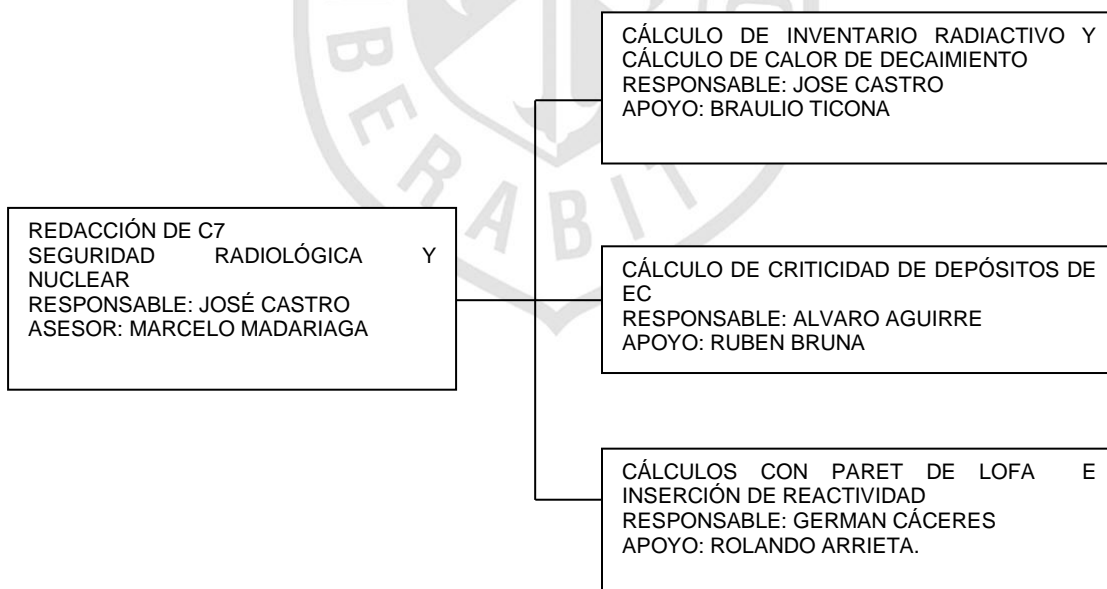 REDACCIÓN DE C7
SEGURIDAD RADIOLÓGICA Y
NUCLEAR
RESPONSABLE: JOSÉ CASTRO
ASESOR: MARCELO MADARIAGA
CÁLCULO DE INVENTARIO RADIACTIVO Y
CÁLCULO DE CALOR DE DECAIMIENTO
RESPONSABLE: JOSE CASTRO
APOYO: BRAULIO TICONA
CÁLCULO DE CRITICIDAD DE DEPÓSITOS DE
EC
RESPONSABLE: ALVARO AGUIRRE
APOYO: RUBEN BRUNA
CÁLCULOS CON PARET DE LOFA E
INSERCIÓN DE REACTIVIDAD
RESPONSABLE: GERMAN CÁCERES
APOYO: ROLANDO ARRIETA.
BERABIT